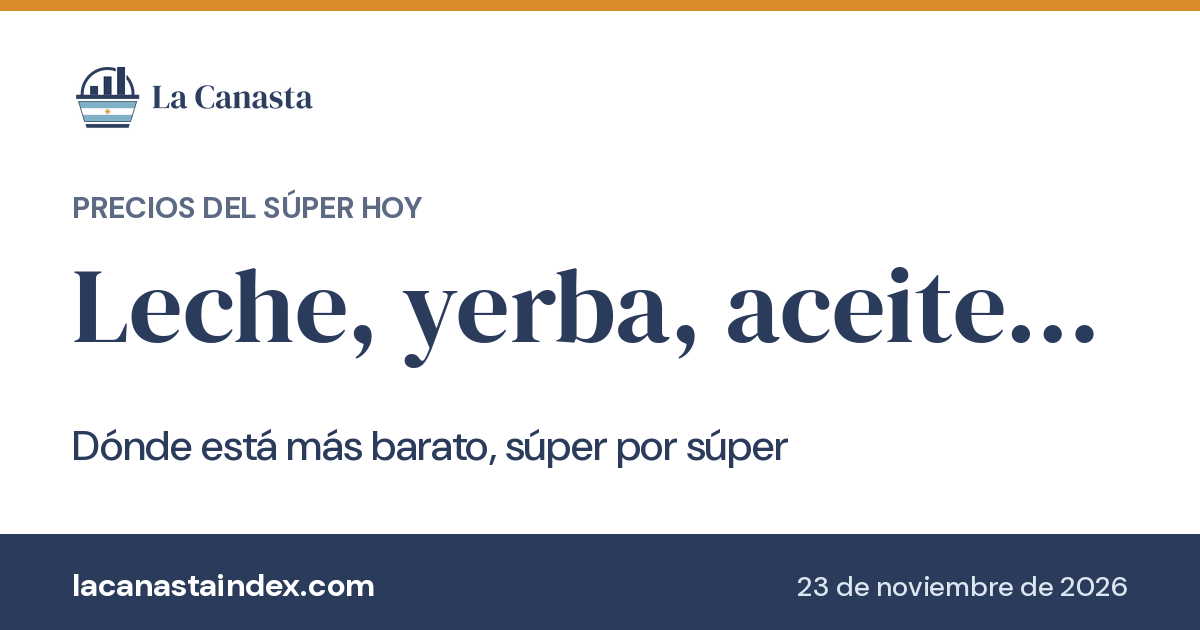 La Canasta
PRECIOS DEL SÚPER HOY
Leche, yerba, aceite...
Dónde está más barato, súper por súper
lacanastaindex.com
23 de noviembre de 2026